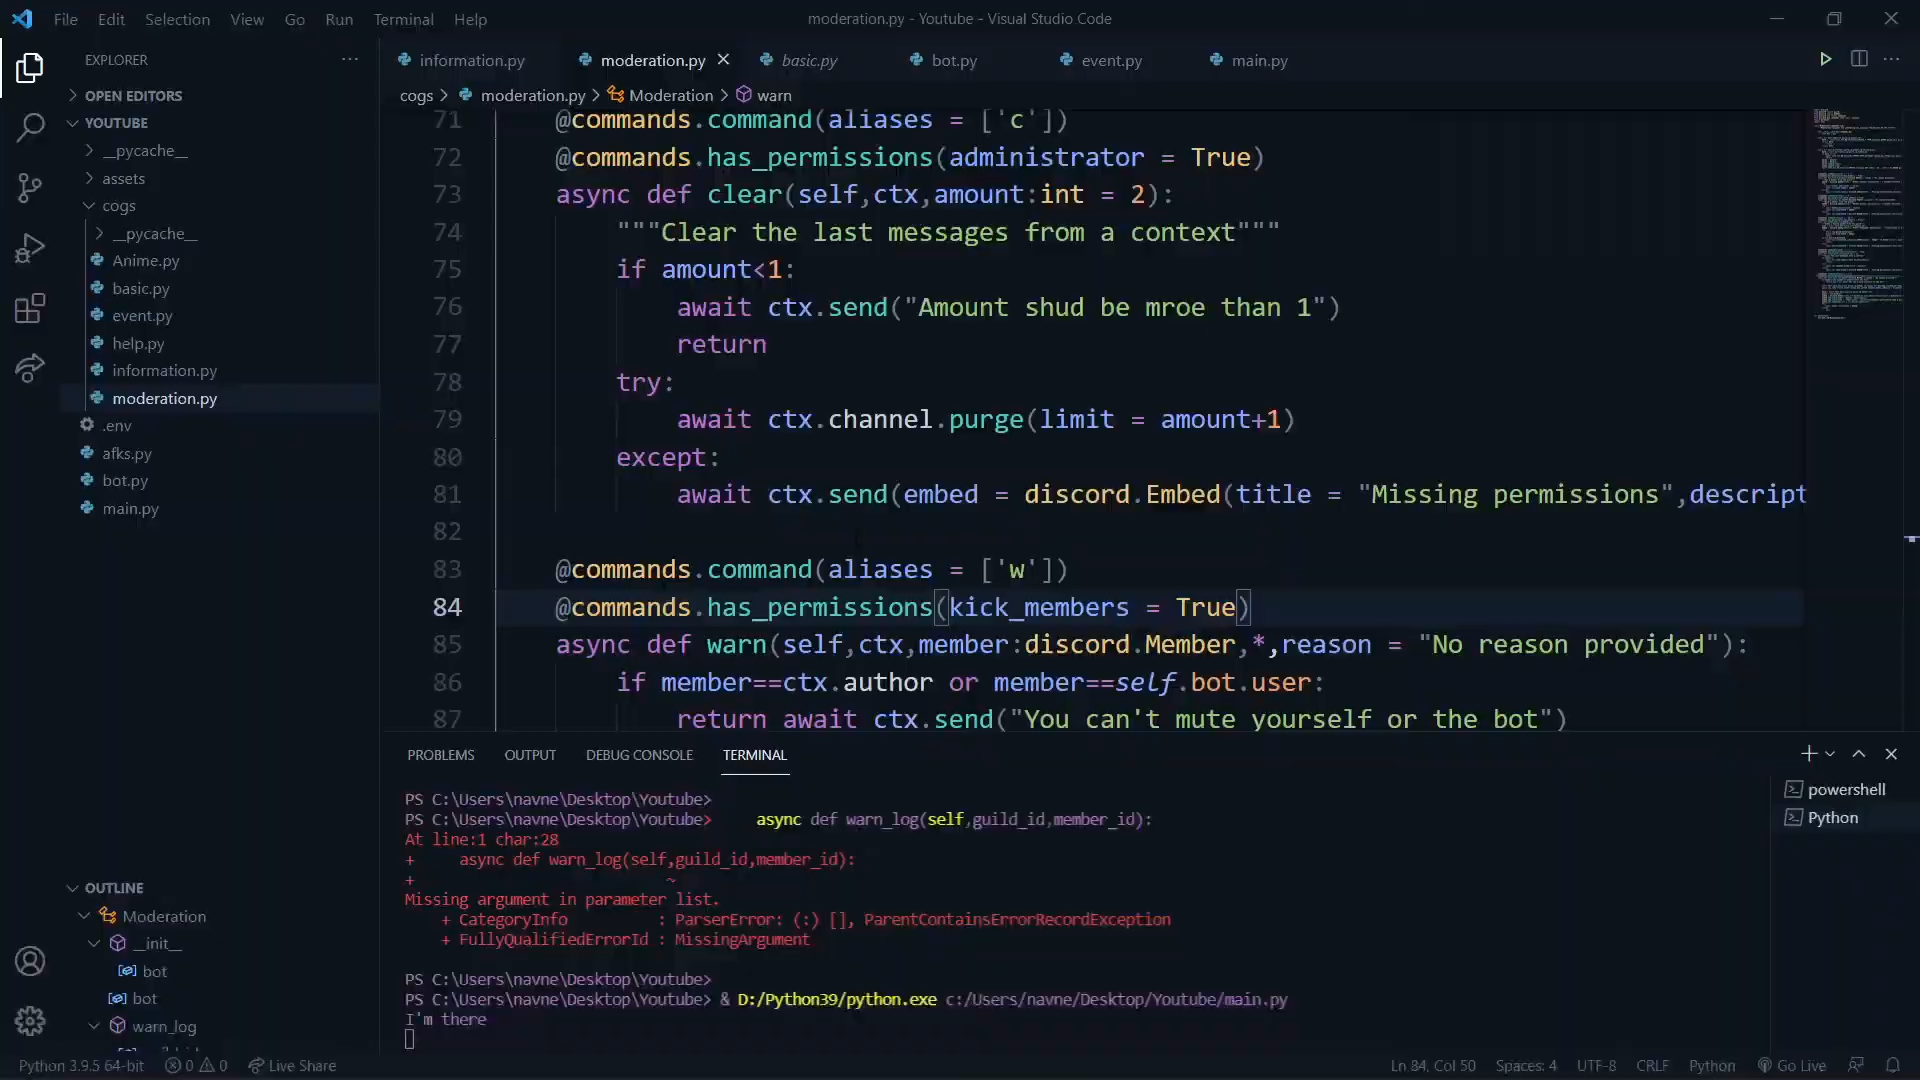 File Edit Selection View Go Run Terminal Help
moderation.py - Youtube - Visual Studio Code
EXPLORER
OPEN EDITORS
YOUTUBE
__pycache__
assets
cogs
__pycache__
Anime.py
basic.py
event.py
help.py
information.py
moderation.py
.env
afks.py
bot.py
main.py
OUTLINE
Moderation
__init__
bot
bot
warn_log
information.py moderation.py basic.py bot.py event.py main.py
cogs > moderation.py > Moderation > warn
71 @commands.command(aliases = ['c'])
72 @commands.has_permissions(administrator = True)
73 async def clear(self,ctx,amount:int = 2):
74 """Clear the last messages from a context"""
75 if amount<1:
76 await ctx.send("Amount shud be mroe than 1")
77 return
78 try:
79 await ctx.channel.purge(limit = amount+1)
80 except:
81 await ctx.send(embed = discord.Embed(title = "Missing permissions",descript
82
83 @commands.command(aliases = ['w'])
84 @commands.has_permissions(kick_members = True)
85 async def warn(self,ctx,member:discord.Member,*,reason = "No reason provided"):
86 if member==ctx.author or member==self.bot.user:
87 return await ctx.send("You can't mute yourself or the bot")
PROBLEMS OUTPUT DEBUG CONSOLE TERMINAL
powershell
Python
PS C:\Users\navne\Desktop\Youtube>
PS C:\Users\navne\Desktop\Youtube> async def warn_log(self,guild_id,member_id):
At line:1 char:28
+ async def warn_log(self,guild_id,member_id):
+ ~
Missing argument in parameter list.
+ CategoryInfo : ParserError: (:) [], ParentContainsErrorRecordException
+ FullyQualifiedErrorId : MissingArgument
PS C:\Users\navne\Desktop\Youtube>
PS C:\Users\navne\Desktop\Youtube> & D:/Python39/python.exe c:/Users/navne/Desktop/Youtube/main.py
I'm there
Python 3.9.5 64-bit 0 0 Live Share Ln 84, Col 50 Spaces: 4 UTF-8 CRLF Python Go Live